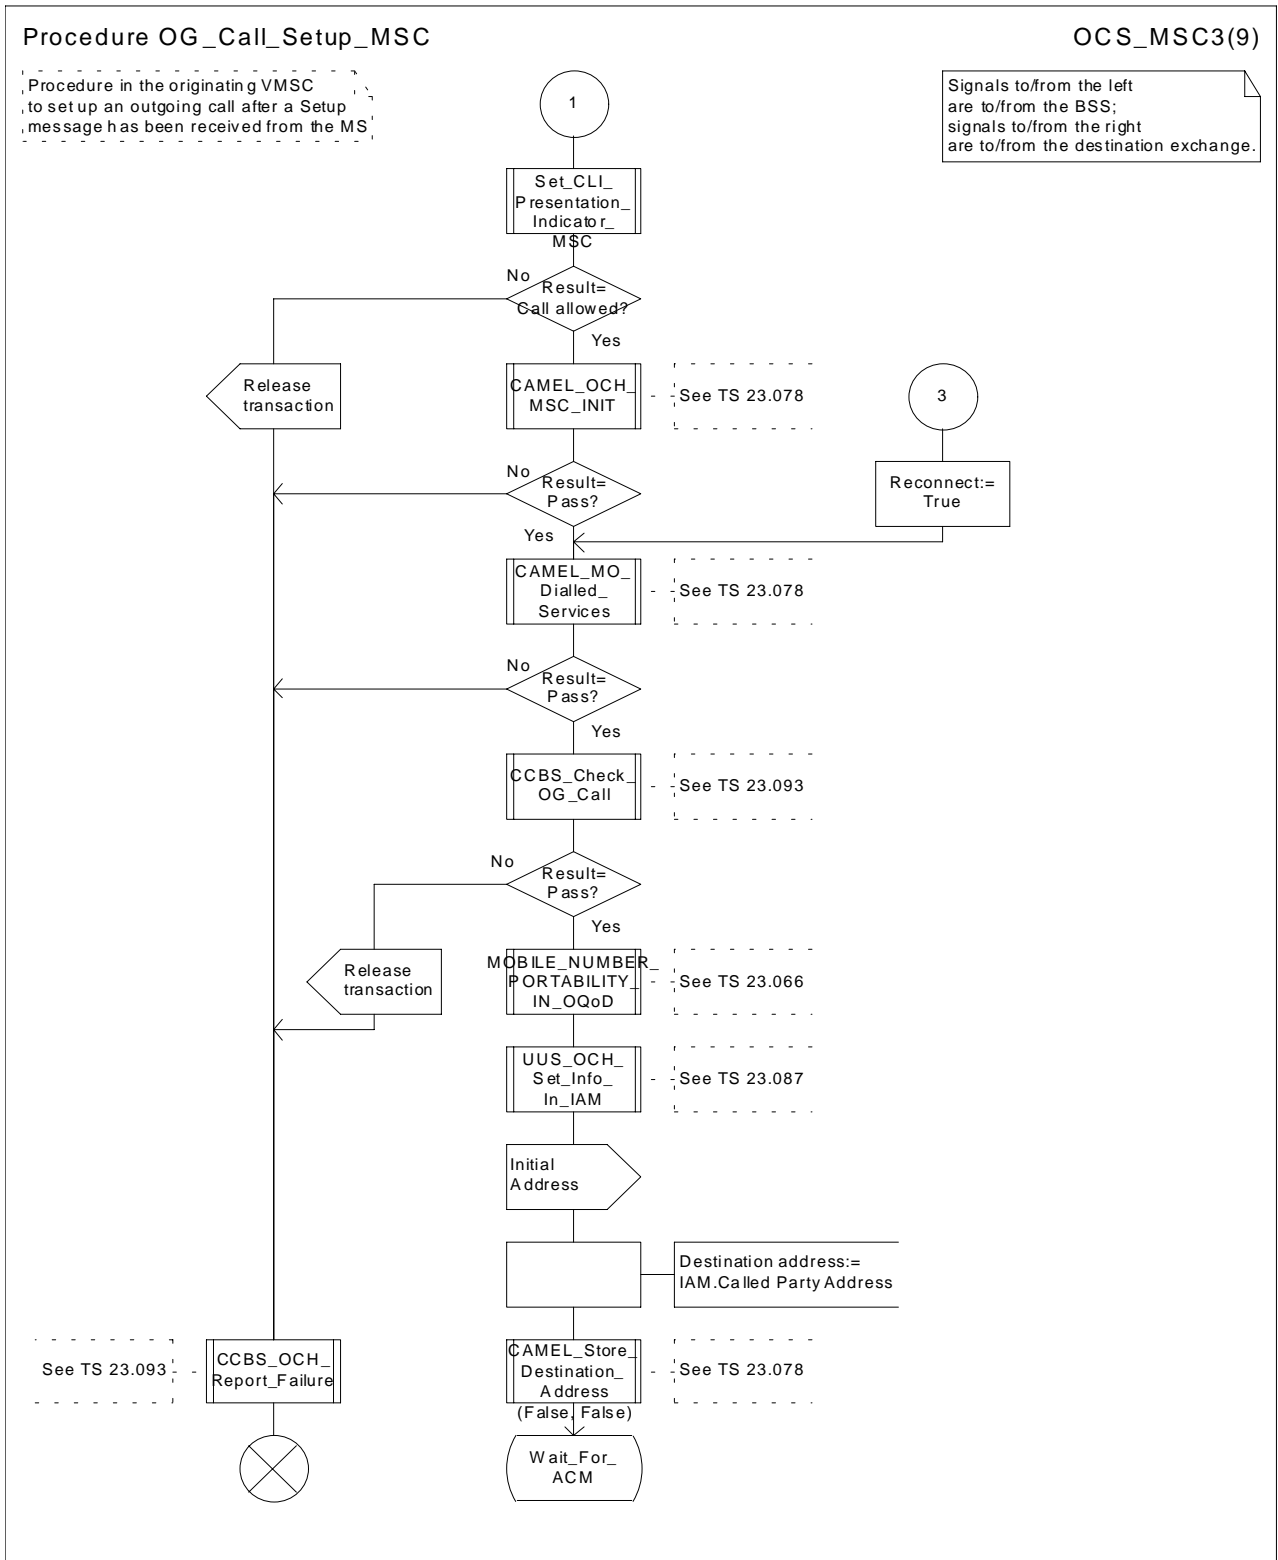 Procedure OG_Call_Setup_MSC
OCS_MSC3(9)
Procedure in the originating VMSC
to set up an outgoing call after a Setup
message has been received from the MS
1
Signals to/from the left
are to/from the BSS;
signals to/from the right
are to/from the destination exchange.
Set_CLI_
Presentation_
Indicator_
MSC
No
Result=
Call allowed?
Yes
Release
transaction
CAMEL_OCH_
MSC_INIT
See TS 23.078
3
No
Result=
Pass?
Reconnect:=
True
Yes
CAMEL_MO_
Dialled_
Services
See TS 23.078
No
Result=
Pass?
Yes
CCBS_Check_
OG_Call
See TS 23.093
No
Result=
Pass?
Yes
Release
transaction
MOBILE_NUMBER_
PORTABILITY_
IN_OQoD
See TS 23.066
UUS_OCH_
Set_Info_
In_IAM
See TS 23.087
Initial
Address
Destination address:=
IAM.Called Party Address
See TS 23.093
CCBS_OCH_
Report_Failure
CAMEL_Store_
Destination_
Address
(False, False)
See TS 23.078
Wait_For_
ACM